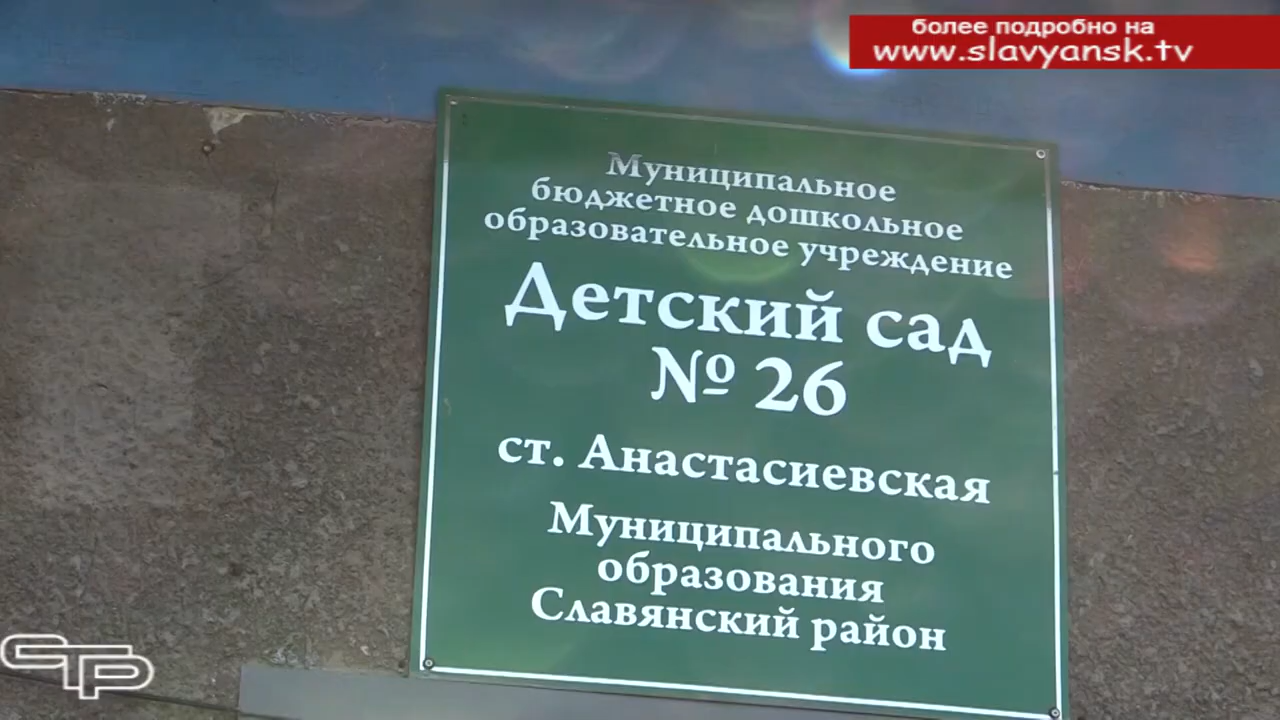 более подробно на
www.slavyansk.tv
Муниципальное
бюджетное дошкольное
образовательное учреждение
Детский сад
№ 26
ст. Анастасиевская
Муниципального
образования
Славянский район
СТР